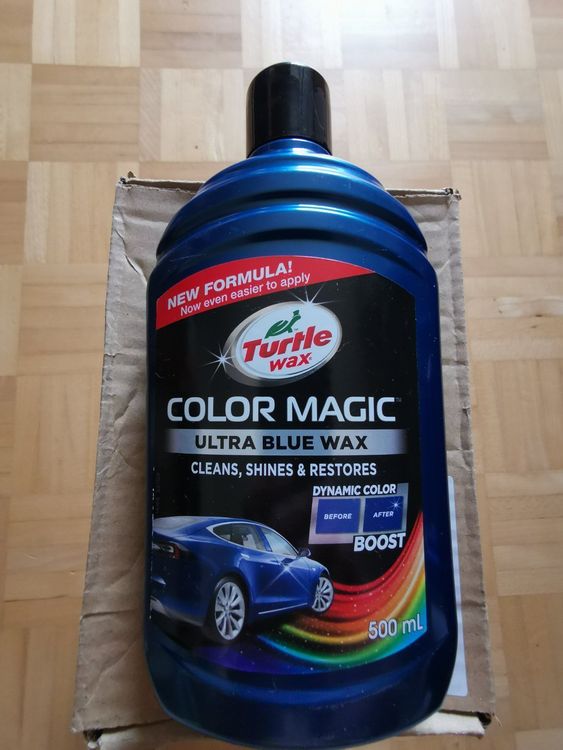 NEW FORMULA!
Now even easier to apply
Turtle
WAX®
COLOR MAGIC™
ULTRA BLUE WAX
CLEANS, SHINES & RESTORES
DYNAMIC COLOR
BEFORE
AFTER
BOOST
500 mL